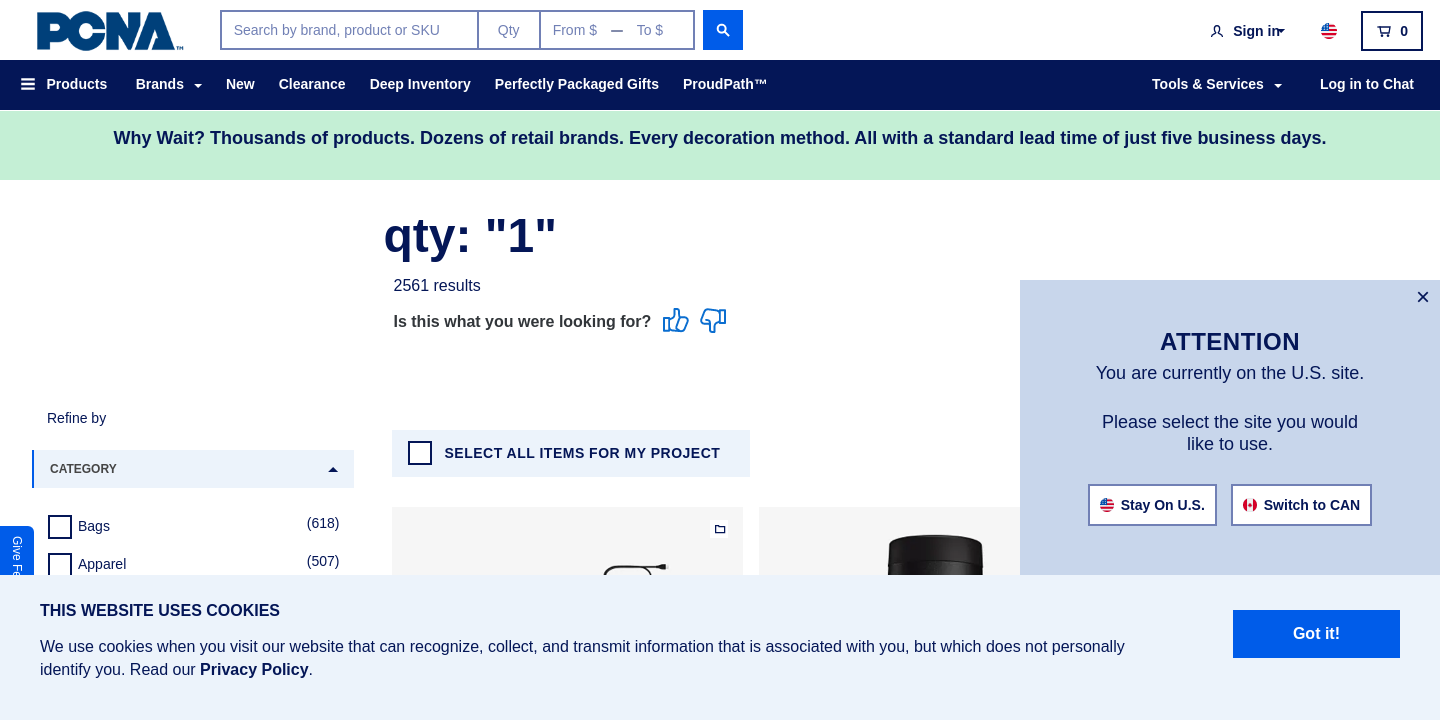 PCNA™
Search by brand, product or SKU
Qty
From $ — To $
Sign in
0
Products
Brands
New
Clearance
Deep Inventory
Perfectly Packaged Gifts
ProudPath™
Tools & Services
Log in to Chat
Why Wait? Thousands of products. Dozens of retail brands. Every decoration method. All with a standard lead time of just five business days.
qty: "1"
2561 results
Is this what you were looking for?
×
ATTENTION
You are currently on the U.S. site.
Please select the site you would
like to use.
Stay On U.S.
Switch to CAN
Refine by
CATEGORY
SELECT ALL ITEMS FOR MY PROJECT
Bags (618)
Apparel (507)
Give
THIS WEBSITE USES COOKIES
We use cookies when you visit our website that can recognize, collect, and transmit information that is associated with you, but which does not personally
identify you. Read our Privacy Policy.
Got it!